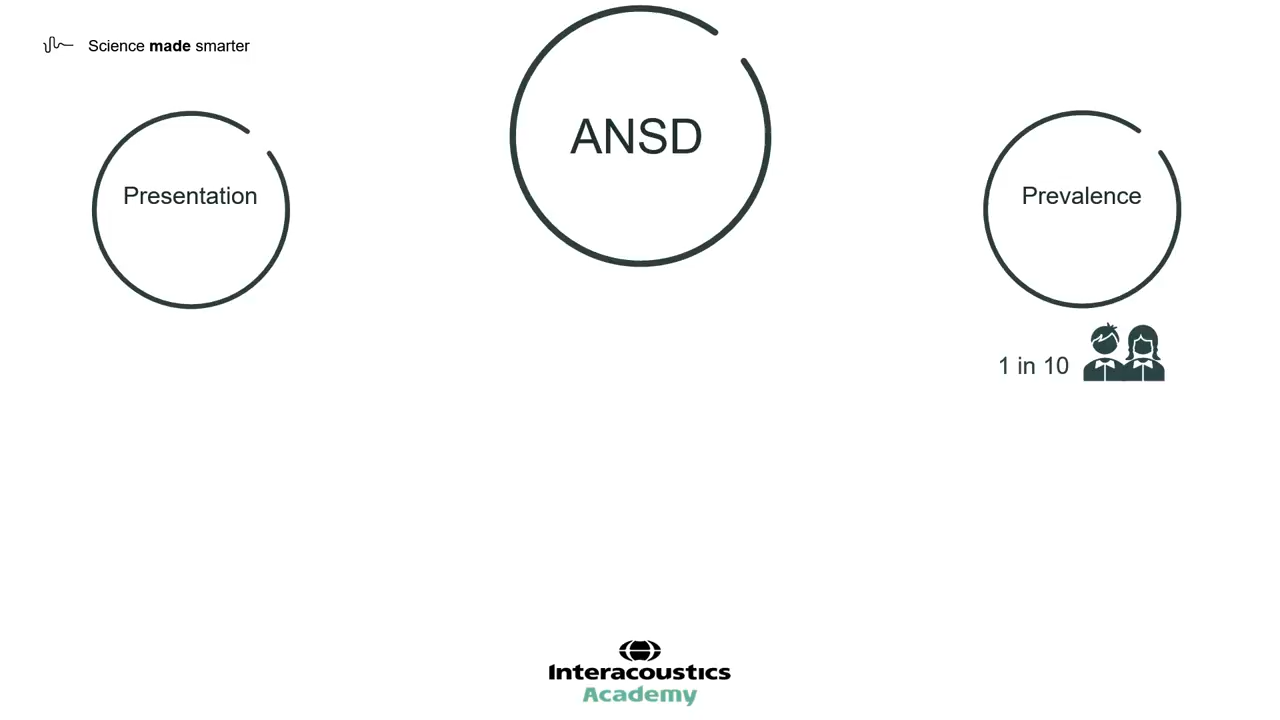 Science made smarter
ANSD
Presentation
Prevalence
1 in 10
Interacoustics
Academy